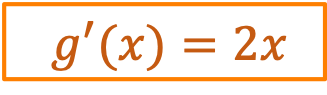 g′(x) = 2x